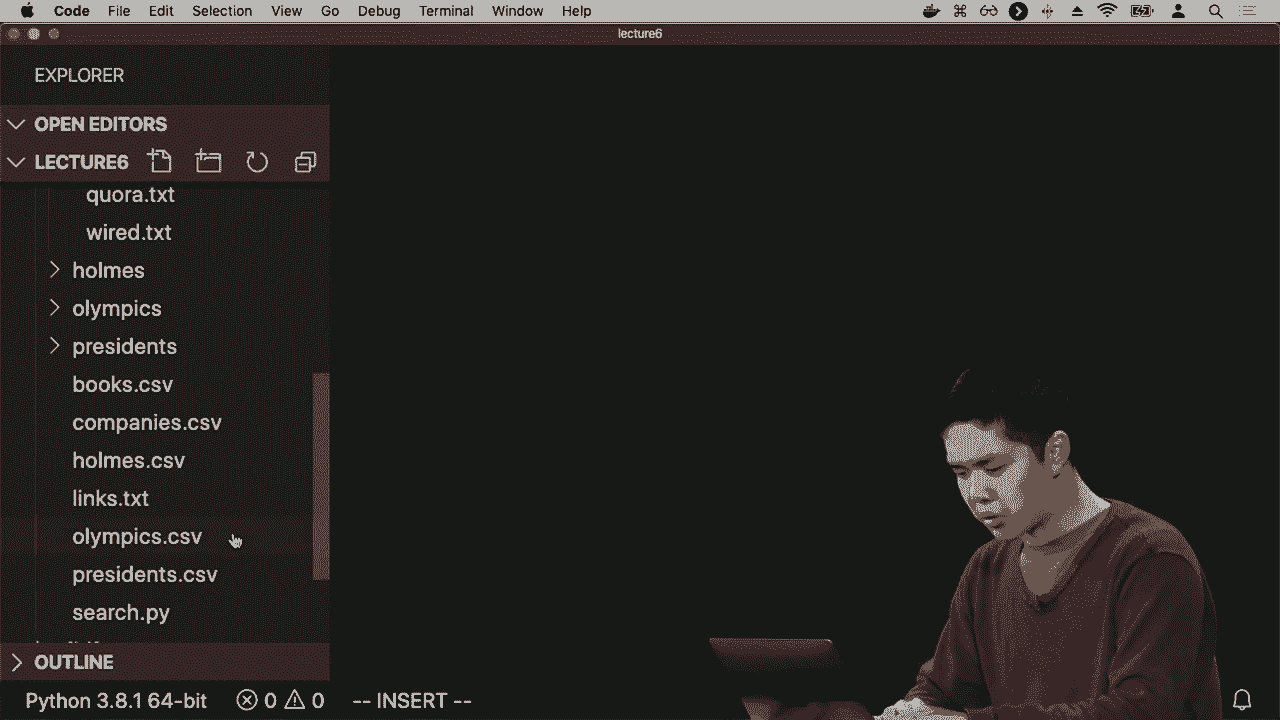 Code File Edit Selection View Go Debug Terminal Window Help
lecture6
EXPLORER
OPEN EDITORS
LECTURE6
quora.txt
wired.txt
holmes
olympics
presidents
books.csv
companies.csv
holmes.csv
links.txt
olympics.csv
presidents.csv
search.py
OUTLINE
Python 3.8.1 64-bit 0 0 -- INSERT --